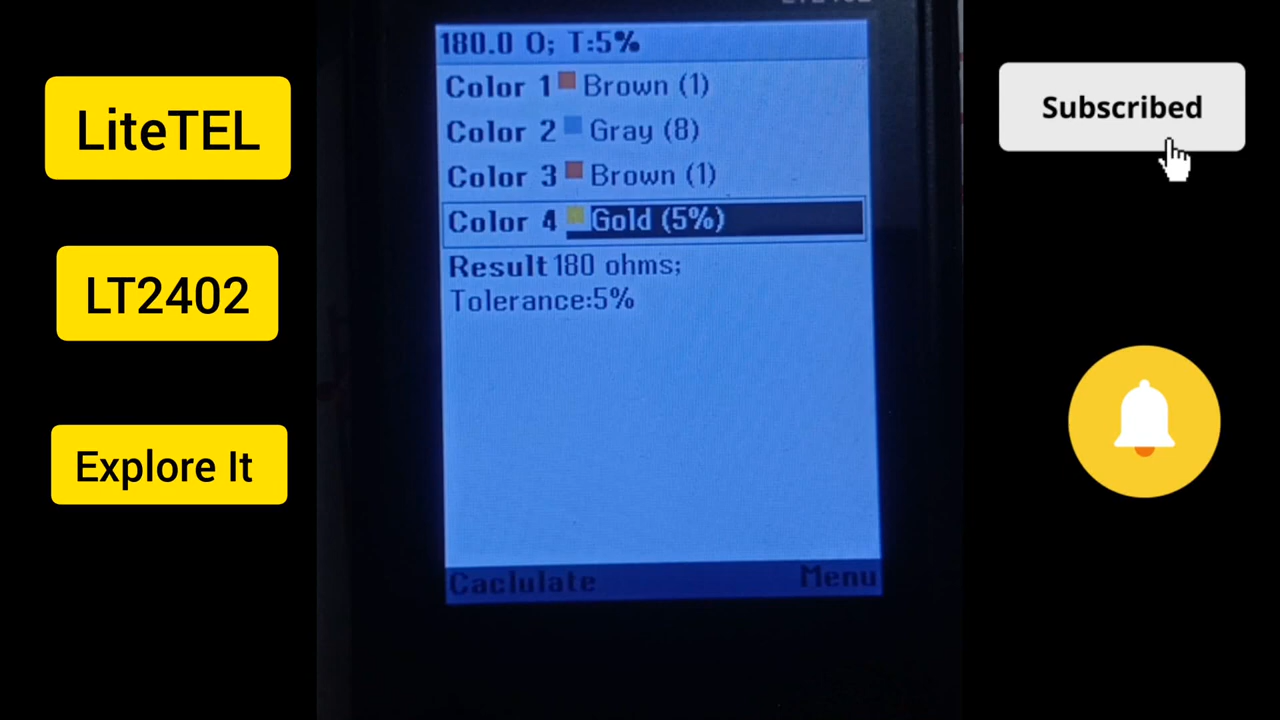 LiteTEL
LT2402
Explore It
180.0 O; T:5%
Color 1 Brown (1)
Color 2 Gray (8)
Color 3 Brown (1)
Color 4 Gold (5%)
Result 180 ohms;
Tolerance:5%
Caclulate
Menu
Subscribed